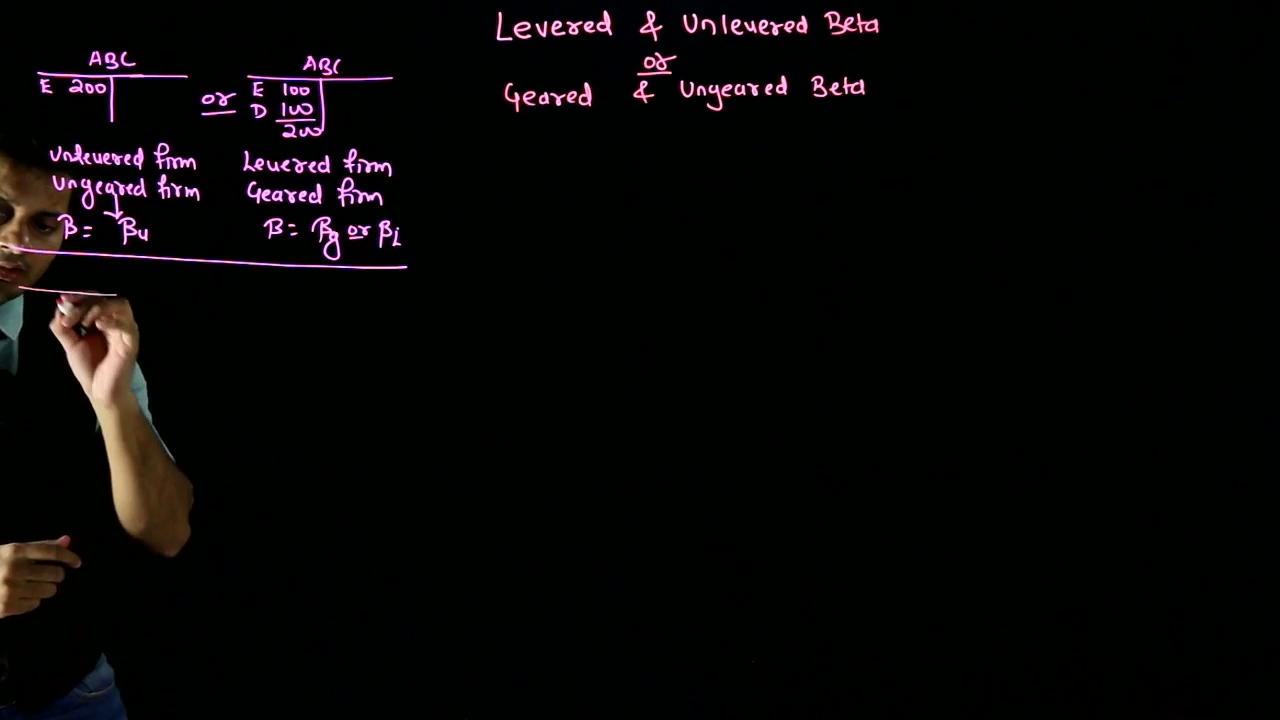 Levered & Unlevered Beta
or
Geared & Ungeared Beta
ABC
E 200
or
ABC
E 100
D 100
200
Unlevered firm
Ungeared firm
β = βu
Levered firm
Geared firm
β = βg or βL